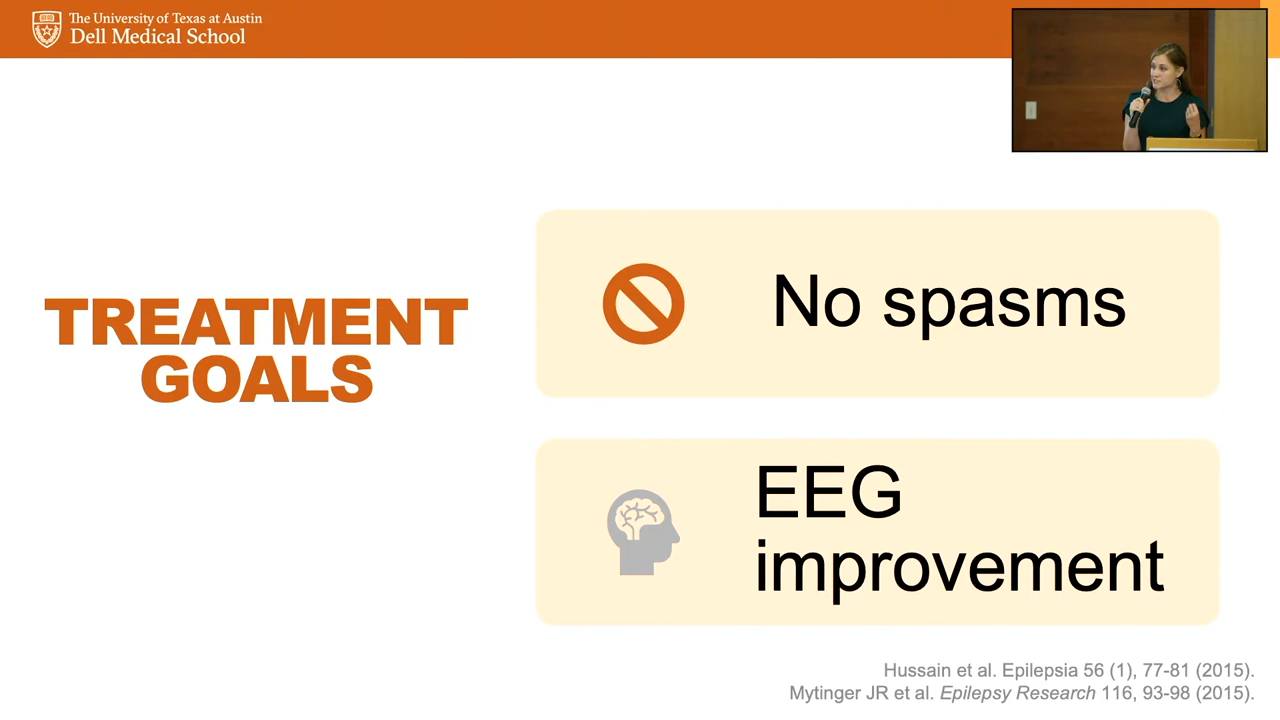 The University of Texas at Austin
Dell Medical School
TREATMENT
GOALS
No spasms
EEG
improvement
Hussain et al. Epilepsia 56 (1), 77-81 (2015).
Mytinger JR et al. Epilepsy Research 116, 93-98 (2015).